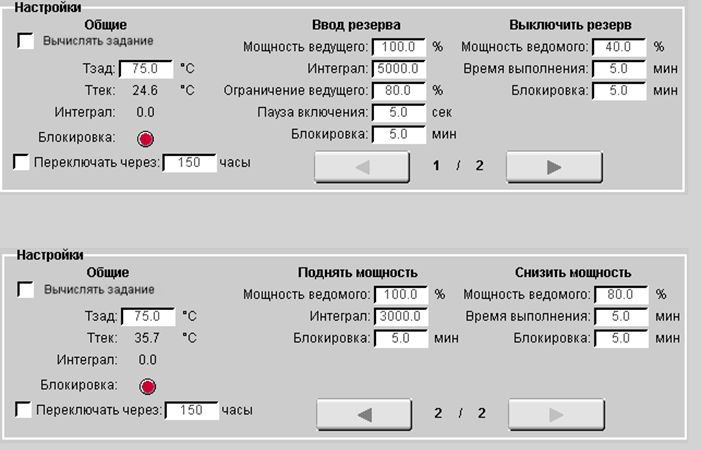 Настройки
Общие Ввод резерва Выключить резерв
Вычислять задание Мощность ведущего: 100.0 % Мощность ведомого: 40.0 %
Тзад: 75.0 °C Интеграл: 5000.0 Время выполнения: 5.0 мин
Ттек: 24.6 °C Ограничение ведущего: 80.0 % Блокировка: 5.0 мин
Интеграл: 0.0 Пауза включения: 5.0 сек
Блокировка: Блокировка: 5.0 мин
Переключать через: 150 часы 1 / 2
Настройки
Общие Поднять мощность Снизить мощность
Вычислять задание Мощность ведомого: 100.0 % Мощность ведомого: 80.0 %
Тзад: 75.0 °C Интеграл: 3000.0 Время выполнения: 5.0 мин
Ттек: 35.7 °C Блокировка: 5.0 мин Блокировка: 5.0 мин
Интеграл: 0.0
Блокировка:
Переключать через: 150 часы 2 / 2